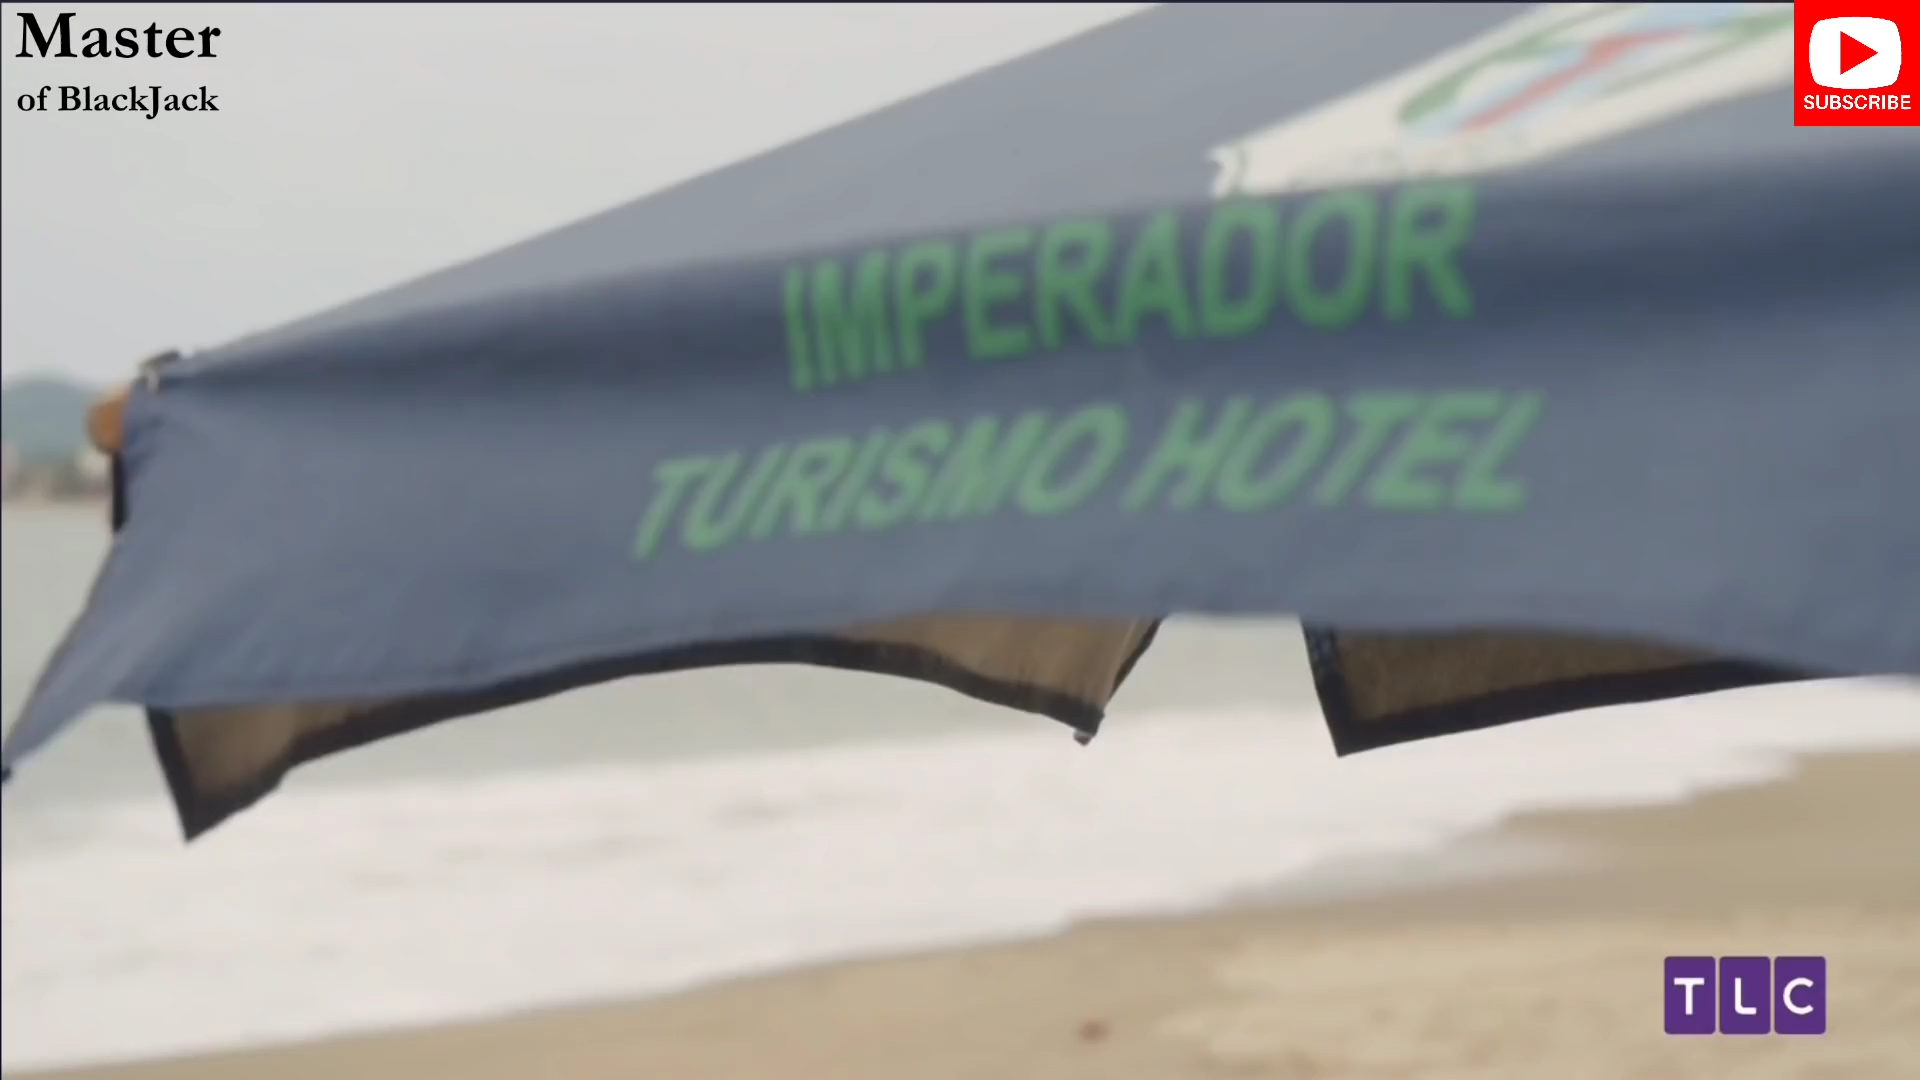 Master
of BlackJack
SUBSCRIBE
IMPERADOR
TURISMO HOTEL
TLC